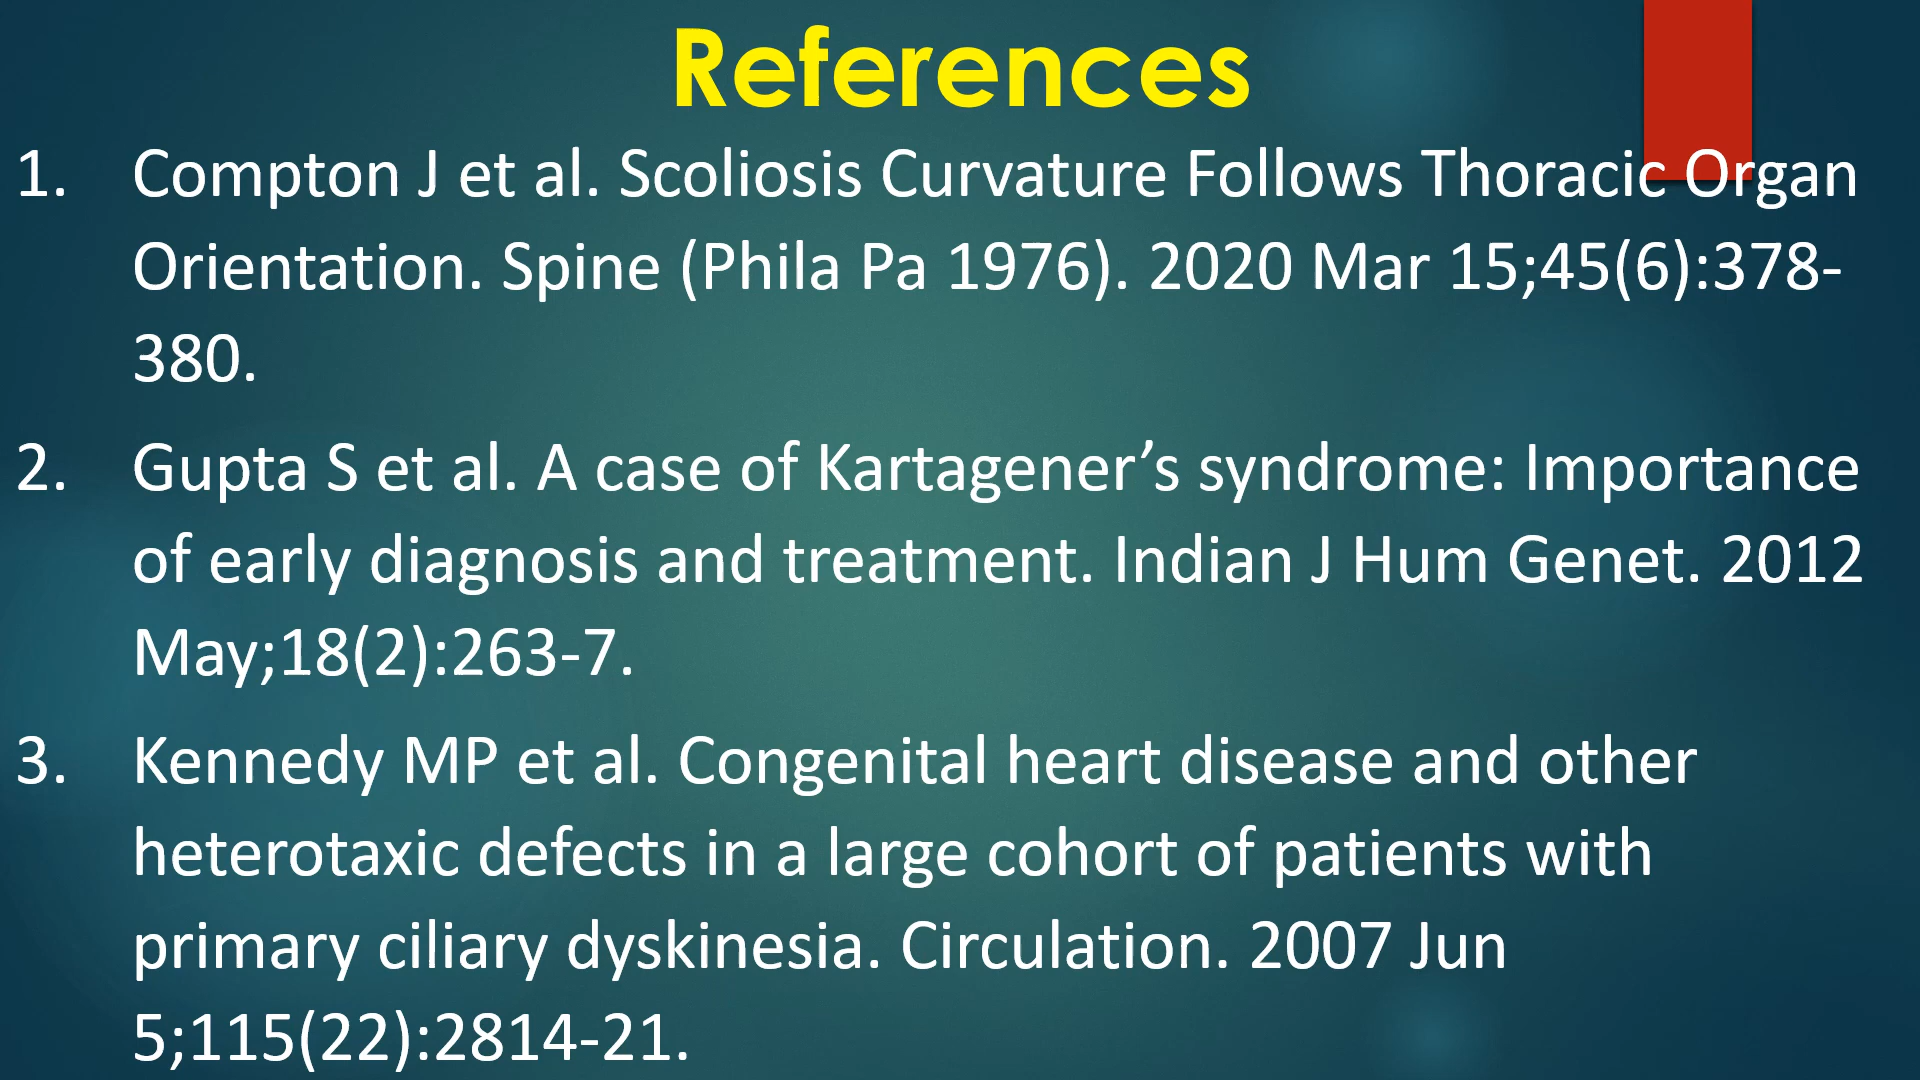 References
1. Compton J et al. Scoliosis Curvature Follows Thoracic Organ
Orientation. Spine (Phila Pa 1976). 2020 Mar 15;45(6):378-
380.
2. Gupta S et al. A case of Kartagener’s syndrome: Importance
of early diagnosis and treatment. Indian J Hum Genet. 2012
May;18(2):263-7.
3. Kennedy MP et al. Congenital heart disease and other
heterotaxic defects in a large cohort of patients with
primary ciliary dyskinesia. Circulation. 2007 Jun
5;115(22):2814-21.